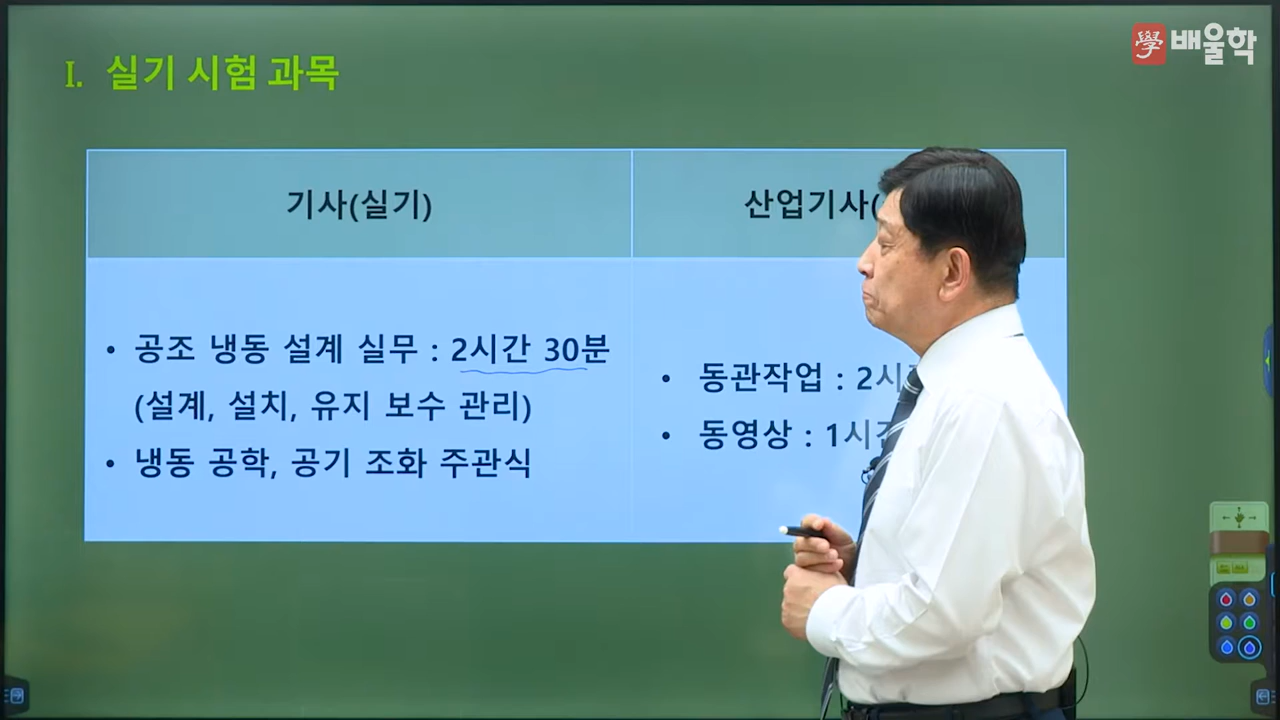 學 배울학
I. 실기 시험 과목
기사(실기)
산업기사(
• 공조 냉동 설계 실무 : 2시간 30분
(설계, 설치, 유지 보수 관리)
• 냉동 공학, 공기 조화 주관식
• 동관작업 : 2시
• 동영상 : 1시